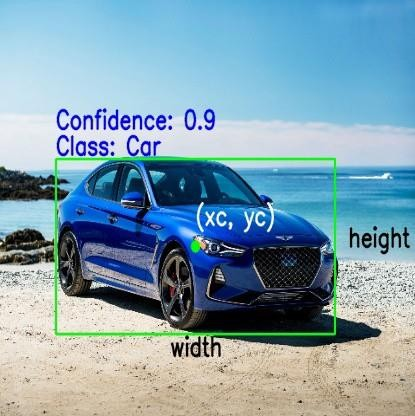 Confidence: 0.9
Class: Car
(xc, yc)
height
width